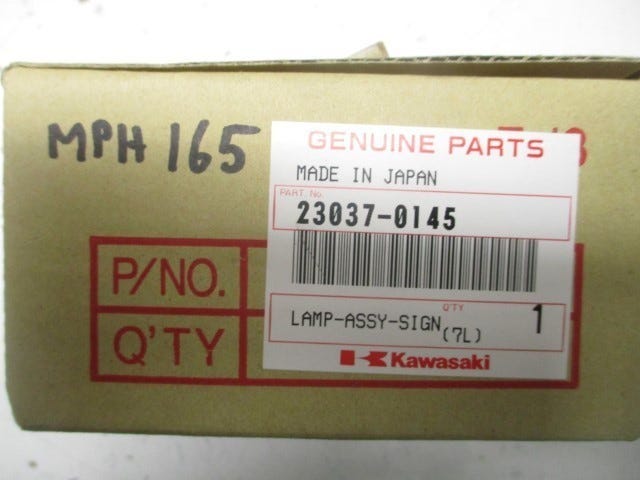 MPH 165
GENUINE PARTS
MADE IN JAPAN
PART No.
23037-0145
LAMP-ASSY-SIGN(7L)
Q'TY
1
Kawasaki
P/NO.
Q'TY